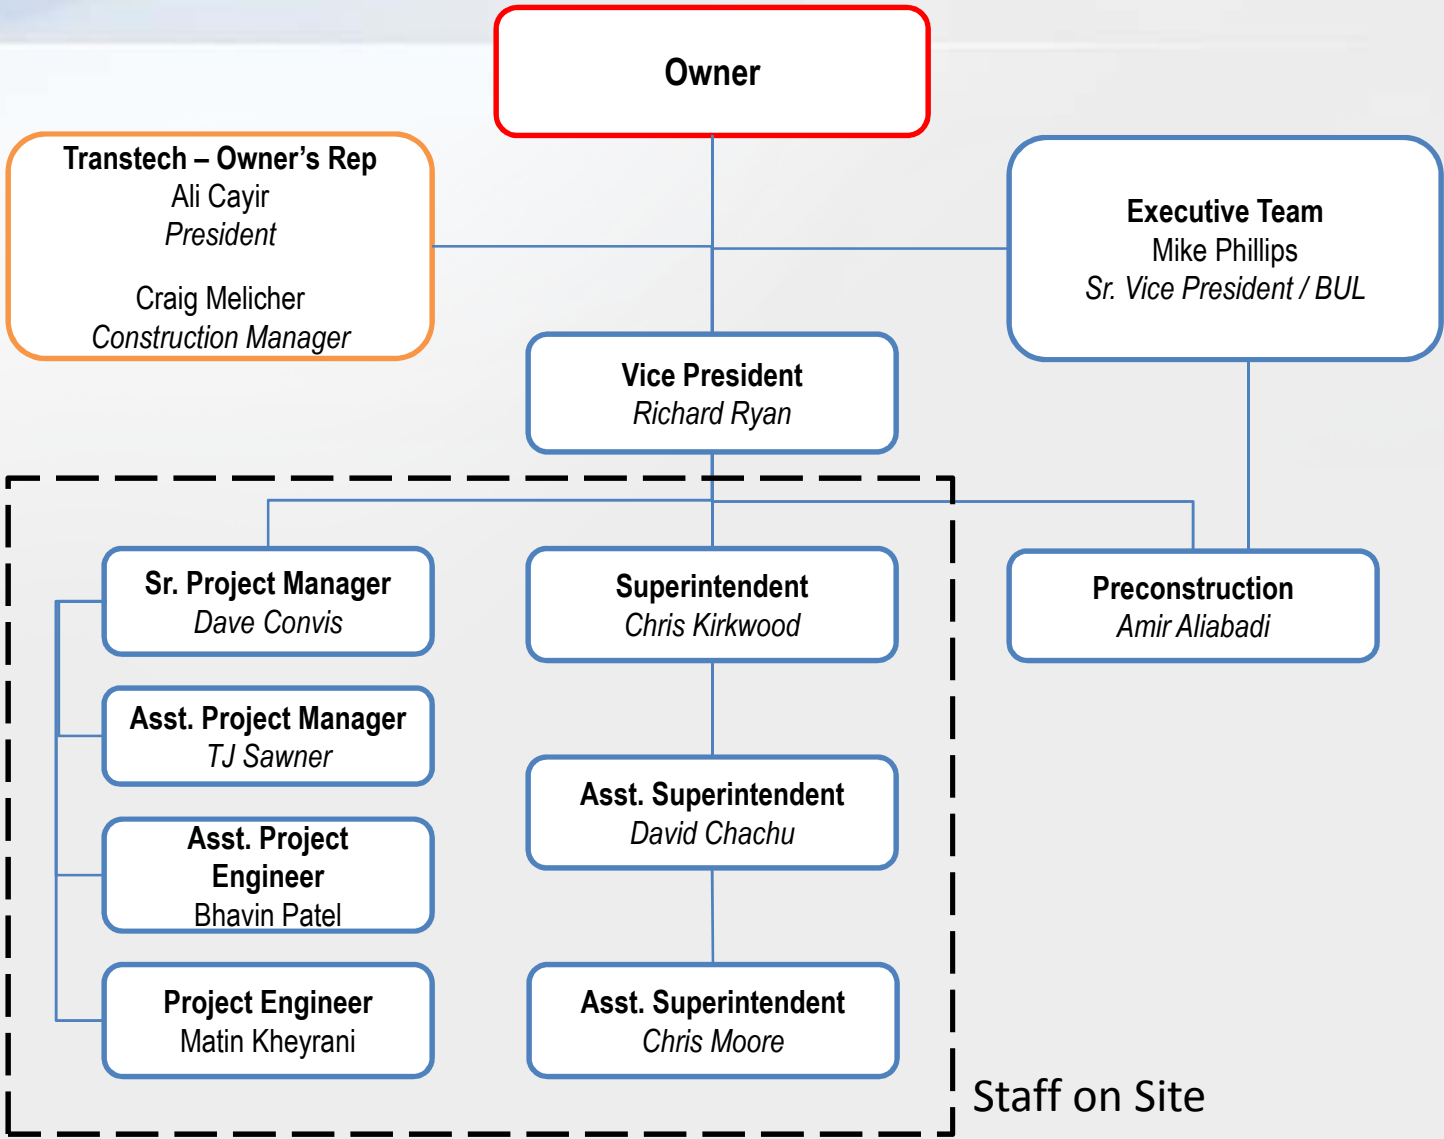 Owner
Transtech – Owner’s Rep
Ali Cayir
President
Craig Melicher
Construction Manager
Executive Team
Mike Phillips
Sr. Vice President / BUL
Vice President
Richard Ryan
Sr. Project Manager
Dave Convis
Superintendent
Chris Kirkwood
Preconstruction
Amir Aliabadi
Asst. Project Manager
TJ Sawner
Asst. Superintendent
David Chachu
Asst. Project
Engineer
Bhavin Patel
Project Engineer
Matin Kheyrani
Asst. Superintendent
Chris Moore
Staff on Site